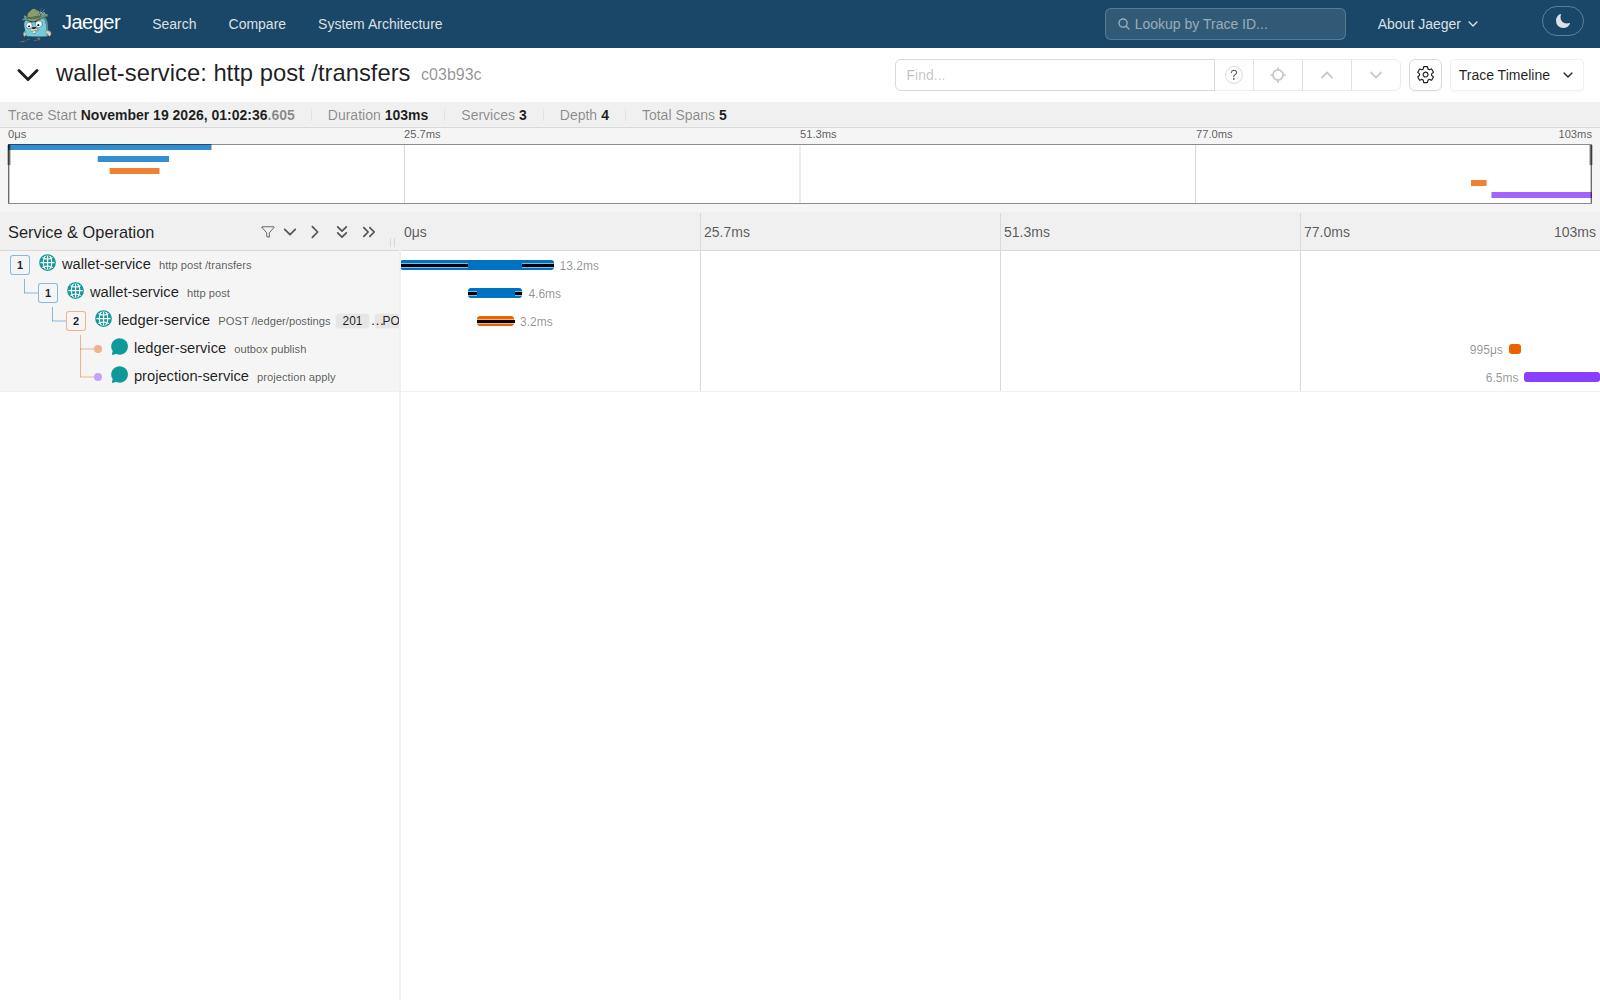 Jaeger Search Compare System Architecture Lookup by Trace ID... About Jaeger
wallet-service: http post /transfers c03b93c Find... ? Trace Timeline
Trace Start November 19 2026, 01:02:36.605 Duration 103ms Services 3 Depth 4 Total Spans 5
0μs 25.7ms 51.3ms 77.0ms 103ms
Service & Operation 0μs 25.7ms 51.3ms 77.0ms 103ms
1 wallet-service http post /transfers 13.2ms
1 wallet-service http post 4.6ms
2 ledger-service POST /ledger/postings 201 ...PO 3.2ms
ledger-service outbox publish 995μs
projection-service projection apply 6.5ms